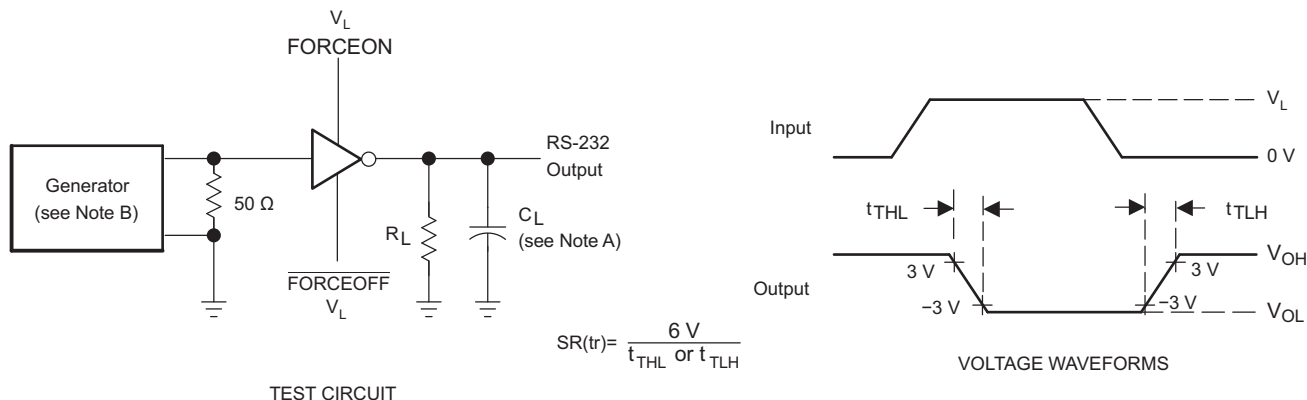 V_L
FORCEON
Generator
(see Note B)
50 Ω
RS-232
Output
R_L
C_L
(see Note A)
FORCEOFF
V_L
SR(tr)= 6 V / t_THL or t_TLH
TEST CIRCUIT
Input
V_L
0 V
t_THL
t_TLH
Output
3 V
−3 V
3 V
−3 V
V_OH
V_OL
VOLTAGE WAVEFORMS